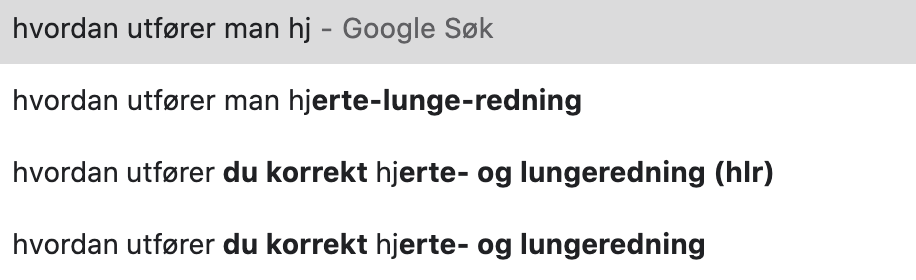 hvordan utfører man hj - Google Søk
hvordan utfører man hjerte-lunge-redning
hvordan utfører du korrekt hjerte- og lungeredning (hlr)
hvordan utfører du korrekt hjerte- og lungeredning